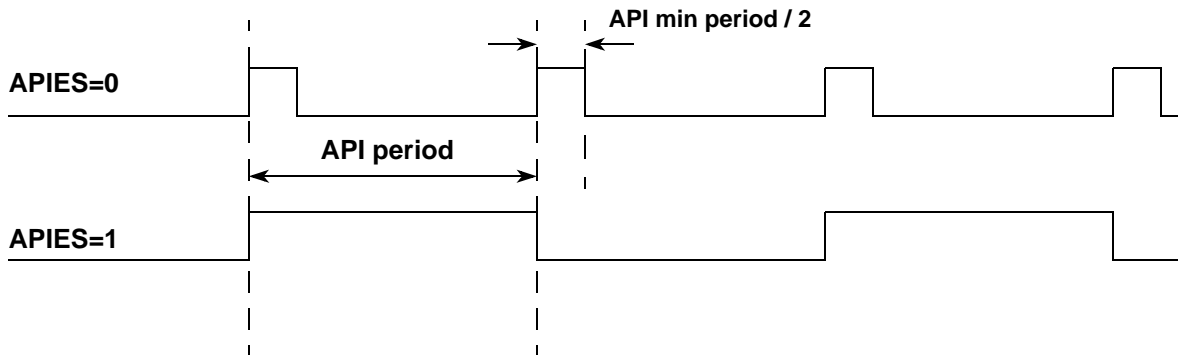 API min period / 2
APIES=0
API period
APIES=1